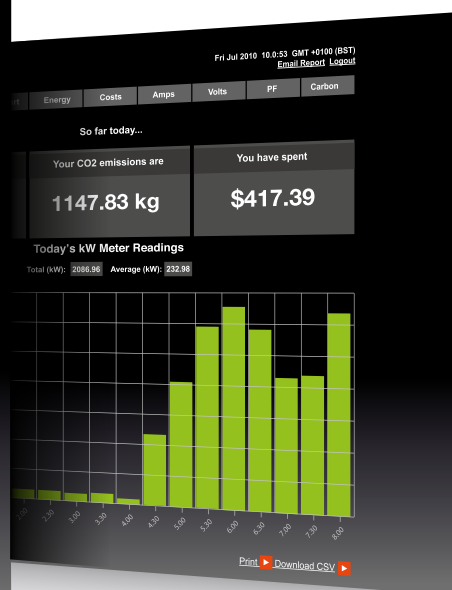 Fri Jul 2010 10.0:53 GMT +0100 (BST)
Email Report Logout
Energy Costs Amps Volts PF Carbon
So far today...
Your CO2 emissions are You have spent
1147.83 kg $417.39
Today's kW Meter Readings
Total (kW): 2086.96 Average (kW): 232.98
2.30 3.00 3.30 4.00 4.30 5.00 5.30 6.00 6.30 7.00 7.30 8.00
Print Download CSV